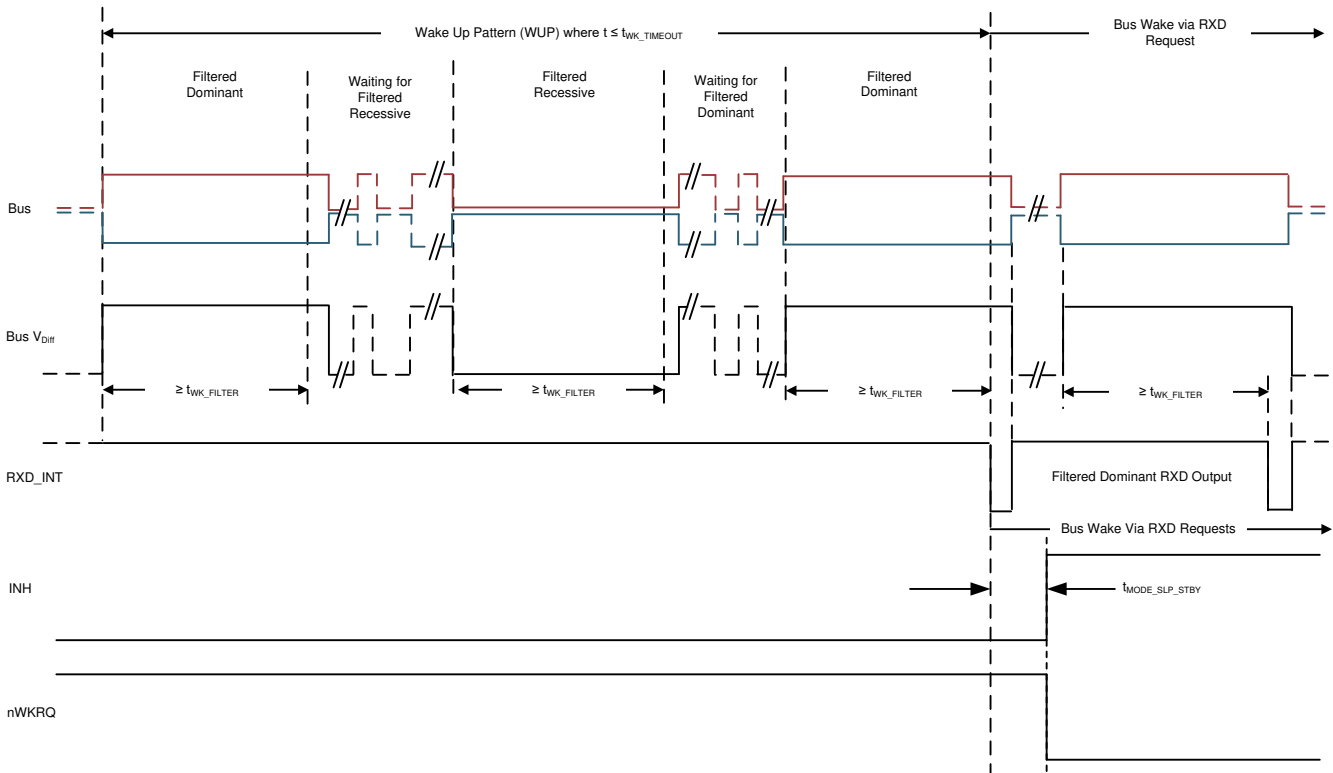 Wake Up Pattern (WUP) where t ≤ tWK_TIMEOUT
Bus Wake via RXD
Request
Filtered
Dominant
Waiting for
Filtered
Recessive
Filtered
Recessive
Waiting for
Filtered
Dominant
Filtered
Dominant
Bus
Bus VDiff
≥ tWK_FILTER
≥ tWK_FILTER
≥ tWK_FILTER
≥ tWK_FILTER
RXD_INT
Filtered Dominant RXD Output
Bus Wake Via RXD Requests
INH
tMODE_SLP_STBY
nWKRQ